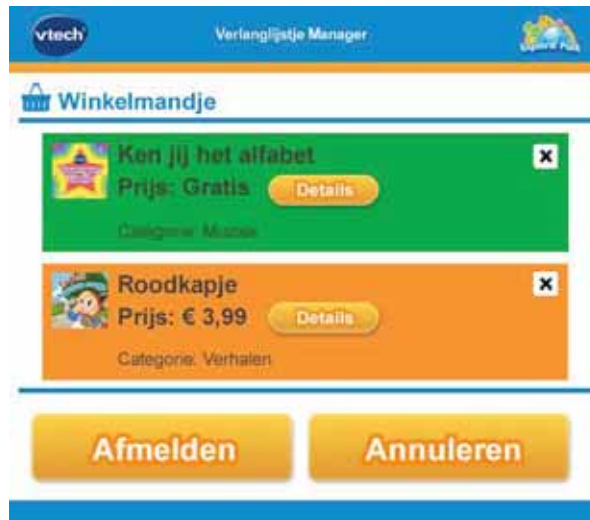 vtech
Verlanglijstje Manager
Winkelmandje
Ken jij het alfabet
Prijs: Gratis
Details
Categorie: Muziek
Roodkapje
Prijs: € 3,99
Details
Categorie: Verhalen
Afmelden
Annuleren